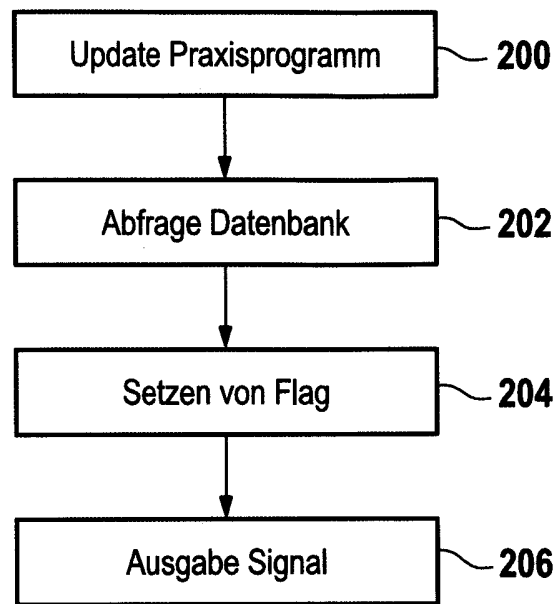 Update Praxisprogramm 200
Abfrage Datenbank 202
Setzen von Flag 204
Ausgabe Signal 206